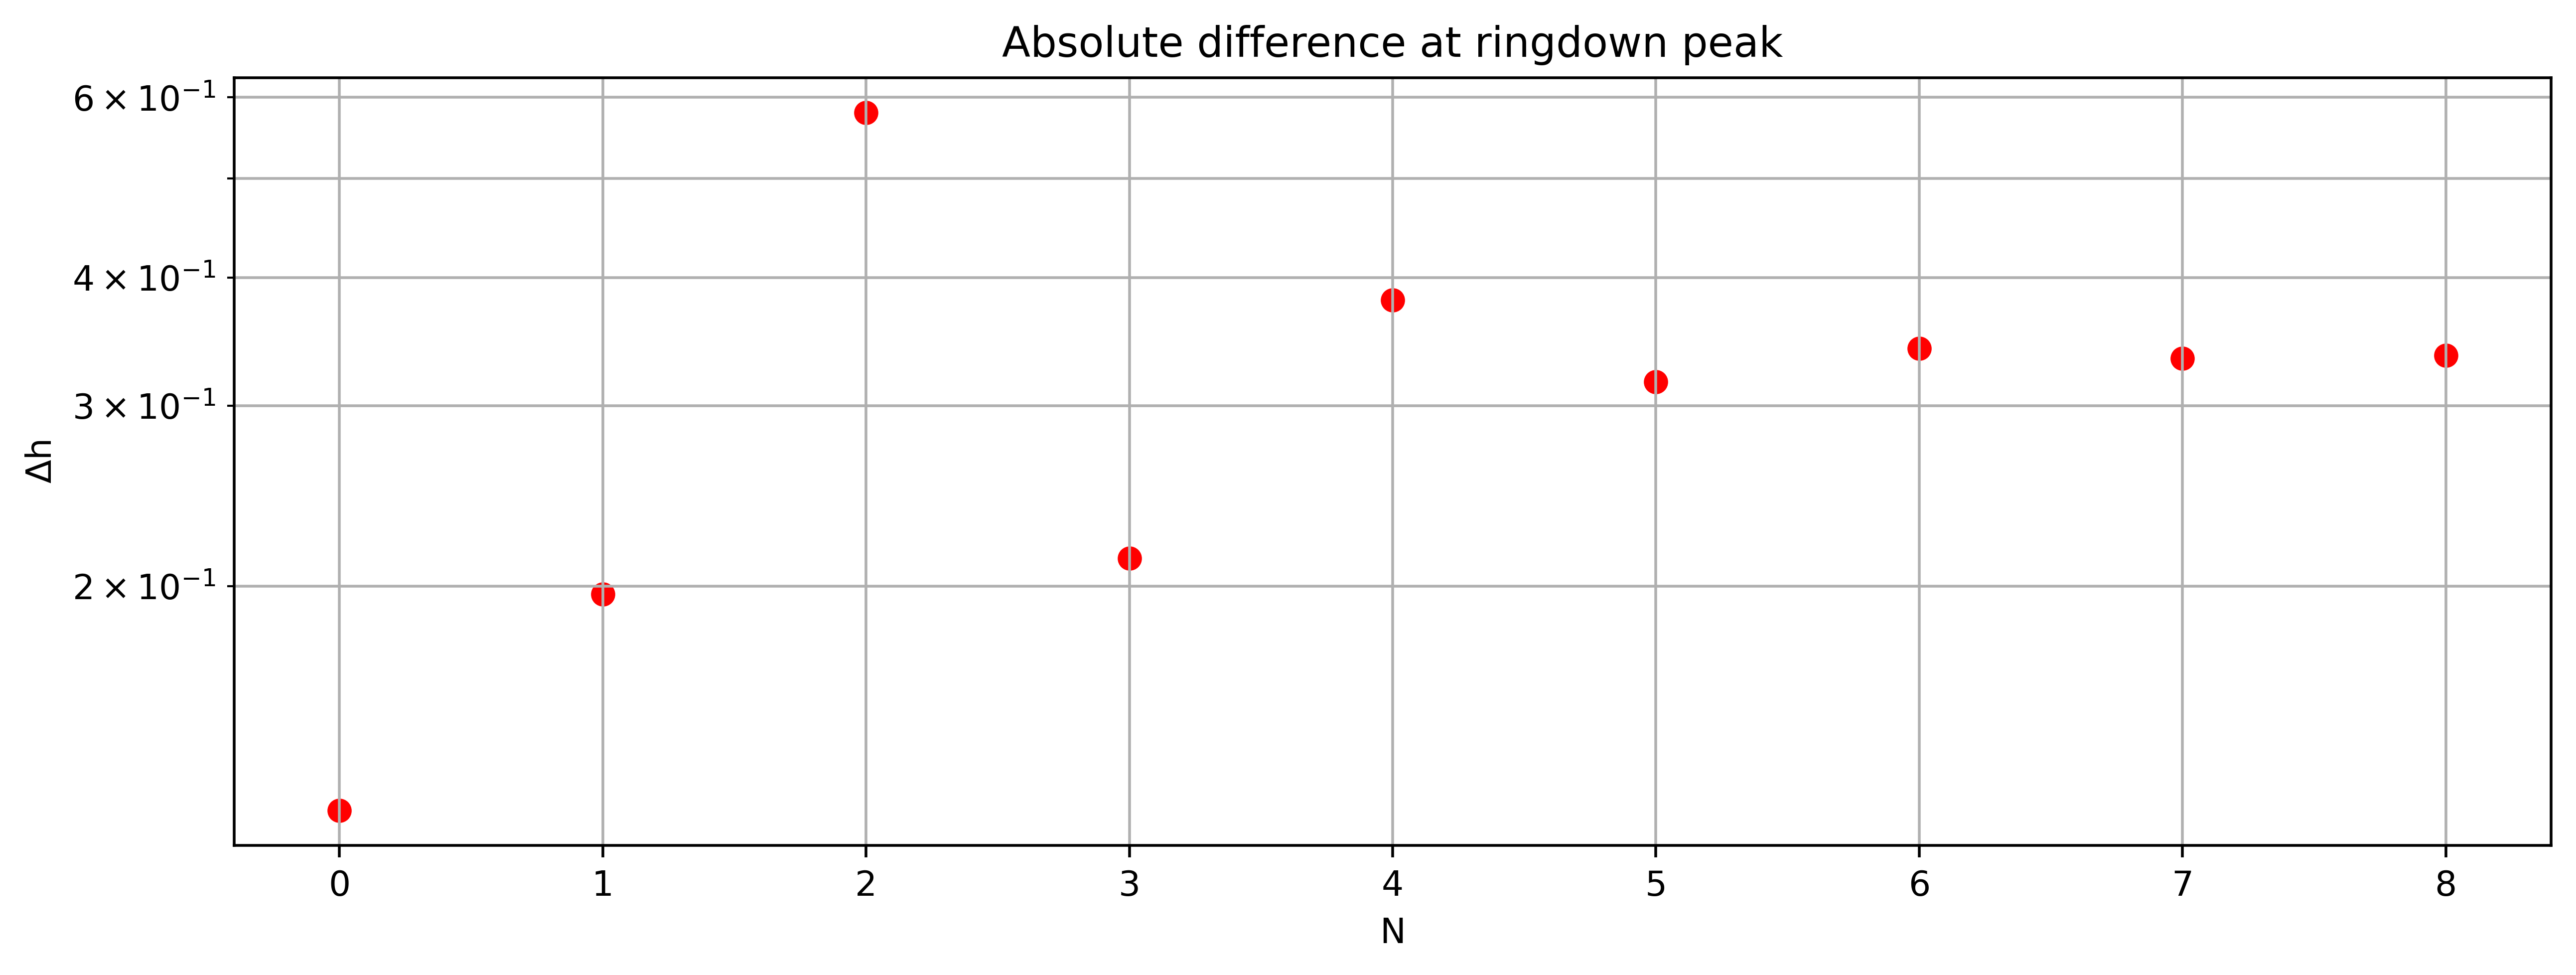 Absolute difference at ringdown peak
6 × 10⁻¹
4 × 10⁻¹
3 × 10⁻¹
2 × 10⁻¹
Δh
0 1 2 3 4 5 6 7 8
N